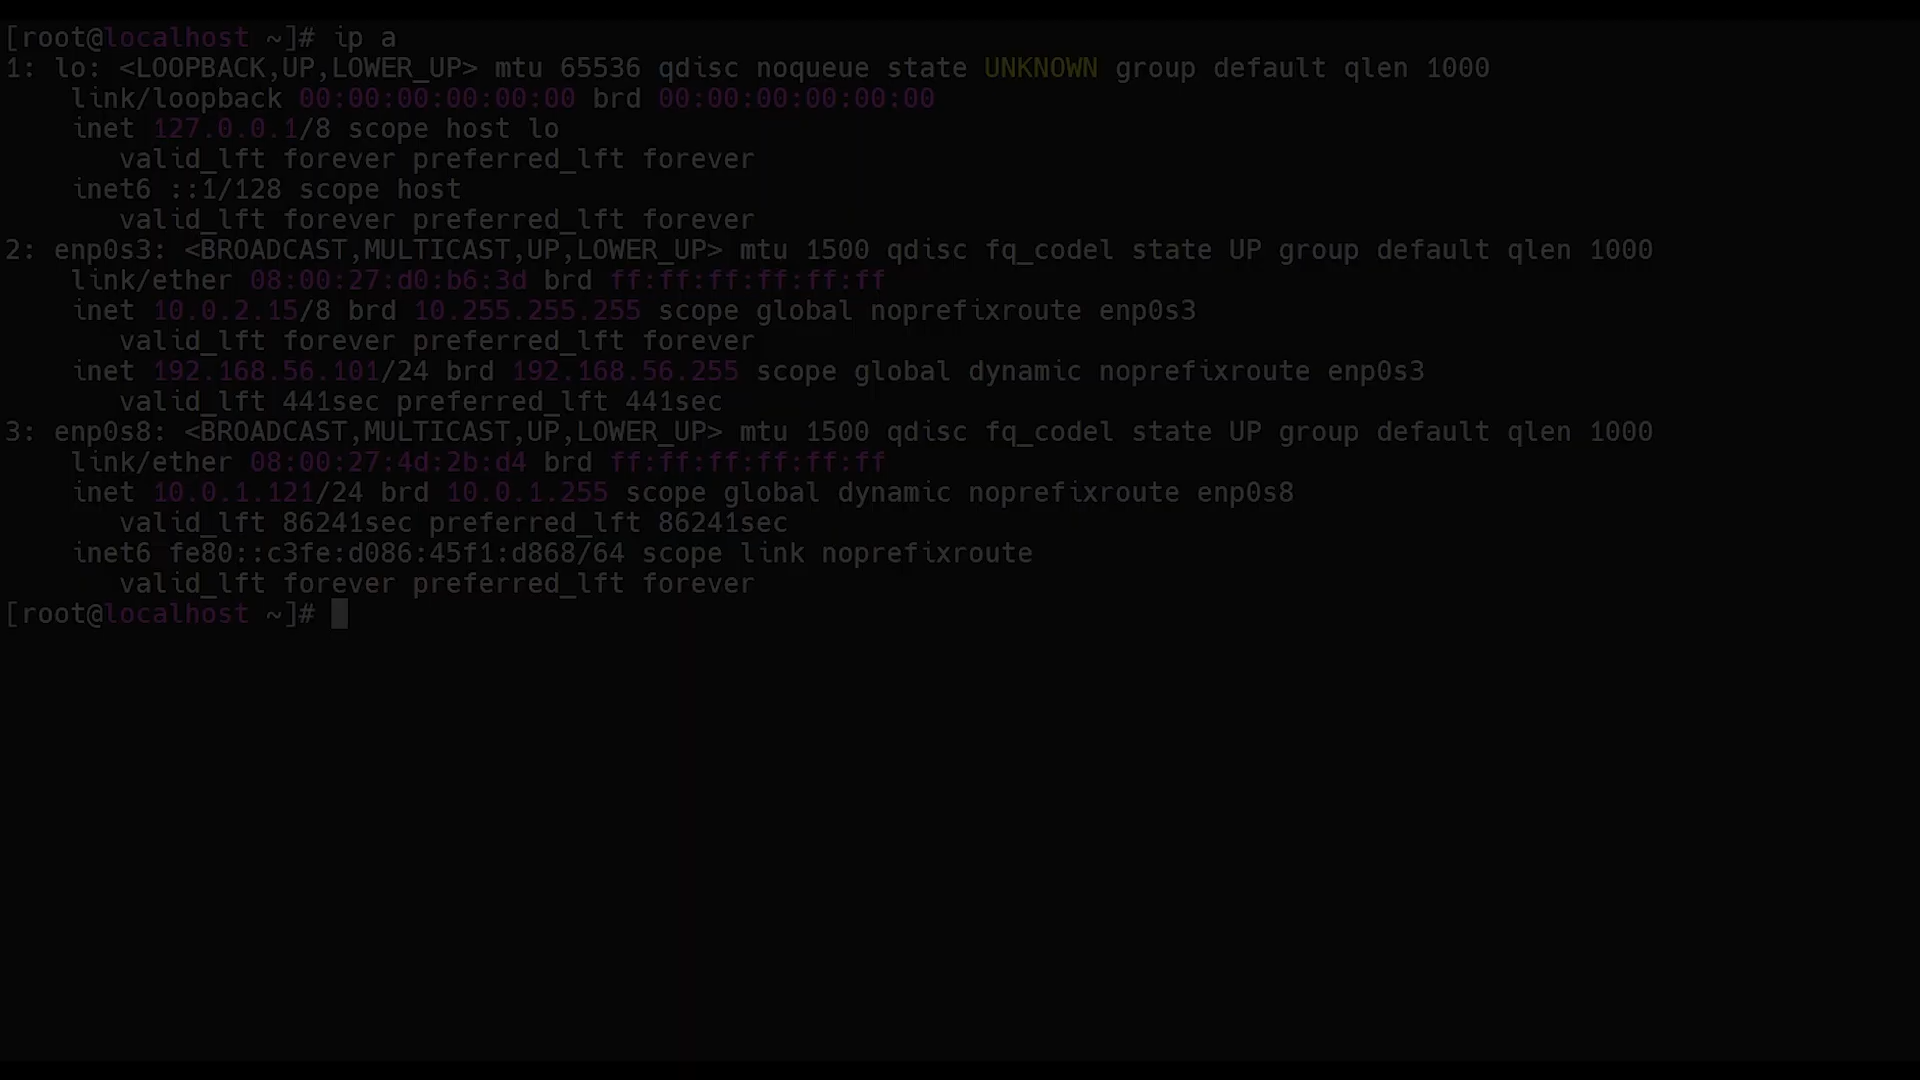 [root@localhost ~]# ip a
1: lo: <LOOPBACK,UP,LOWER_UP> mtu 65536 qdisc noqueue state UNKNOWN group default qlen 1000
    link/loopback 00:00:00:00:00:00 brd 00:00:00:00:00:00
    inet 127.0.0.1/8 scope host lo
       valid_lft forever preferred_lft forever
    inet6 ::1/128 scope host
       valid_lft forever preferred_lft forever
2: enp0s3: <BROADCAST,MULTICAST,UP,LOWER_UP> mtu 1500 qdisc fq_codel state UP group default qlen 1000
    link/ether 08:00:27:d0:b6:3d brd ff:ff:ff:ff:ff:ff
    inet 10.0.2.15/8 brd 10.255.255.255 scope global noprefixroute enp0s3
       valid_lft forever preferred_lft forever
    inet 192.168.56.101/24 brd 192.168.56.255 scope global dynamic noprefixroute enp0s3
       valid_lft 441sec preferred_lft 441sec
3: enp0s8: <BROADCAST,MULTICAST,UP,LOWER_UP> mtu 1500 qdisc fq_codel state UP group default qlen 1000
    link/ether 08:00:27:4d:2b:d4 brd ff:ff:ff:ff:ff:ff
    inet 10.0.1.121/24 brd 10.0.1.255 scope global dynamic noprefixroute enp0s8
       valid_lft 86241sec preferred_lft 86241sec
    inet6 fe80::c3fe:d086:45f1:d868/64 scope link noprefixroute
       valid_lft forever preferred_lft forever
[root@localhost ~]#